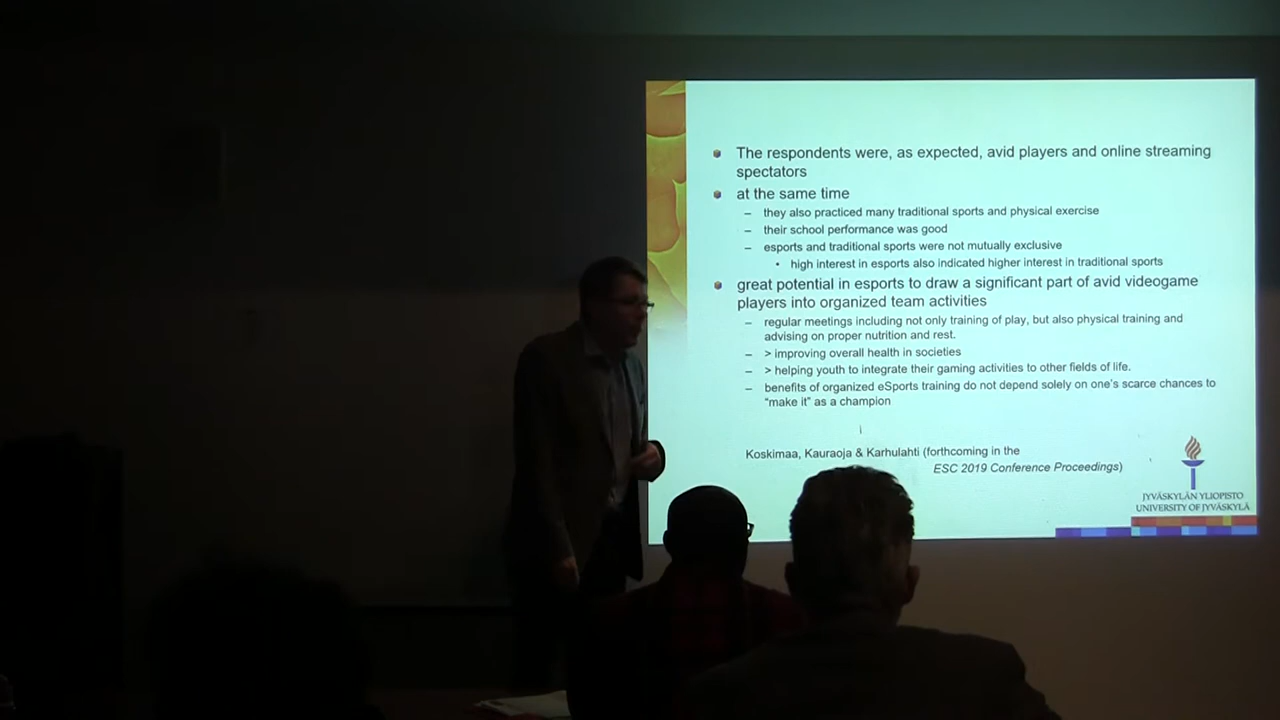 The respondents were, as expected, avid players and online streaming
spectators
at the same time
– they also practiced many traditional sports and physical exercise
– their school performance was good
– esports and traditional sports were not mutually exclusive
• high interest in esports also indicated higher interest in traditional sports
great potential in esports to draw a significant part of avid videogame
players into organized team activities
– regular meetings including not only training of play, but also physical training and
advising on proper nutrition and rest.
– > improving overall health in societies
– > helping youth to integrate their gaming activities to other fields of life.
– benefits of organized eSports training do not depend solely on one's scarce chances to
"make it" as a champion
Koskimaa, Kauraoja & Karhulahti (forthcoming in the
ESC 2019 Conference Proceedings)
JYVÄSKYLÄN YLIOPISTO
UNIVERSITY OF JYVÄSKYLÄ